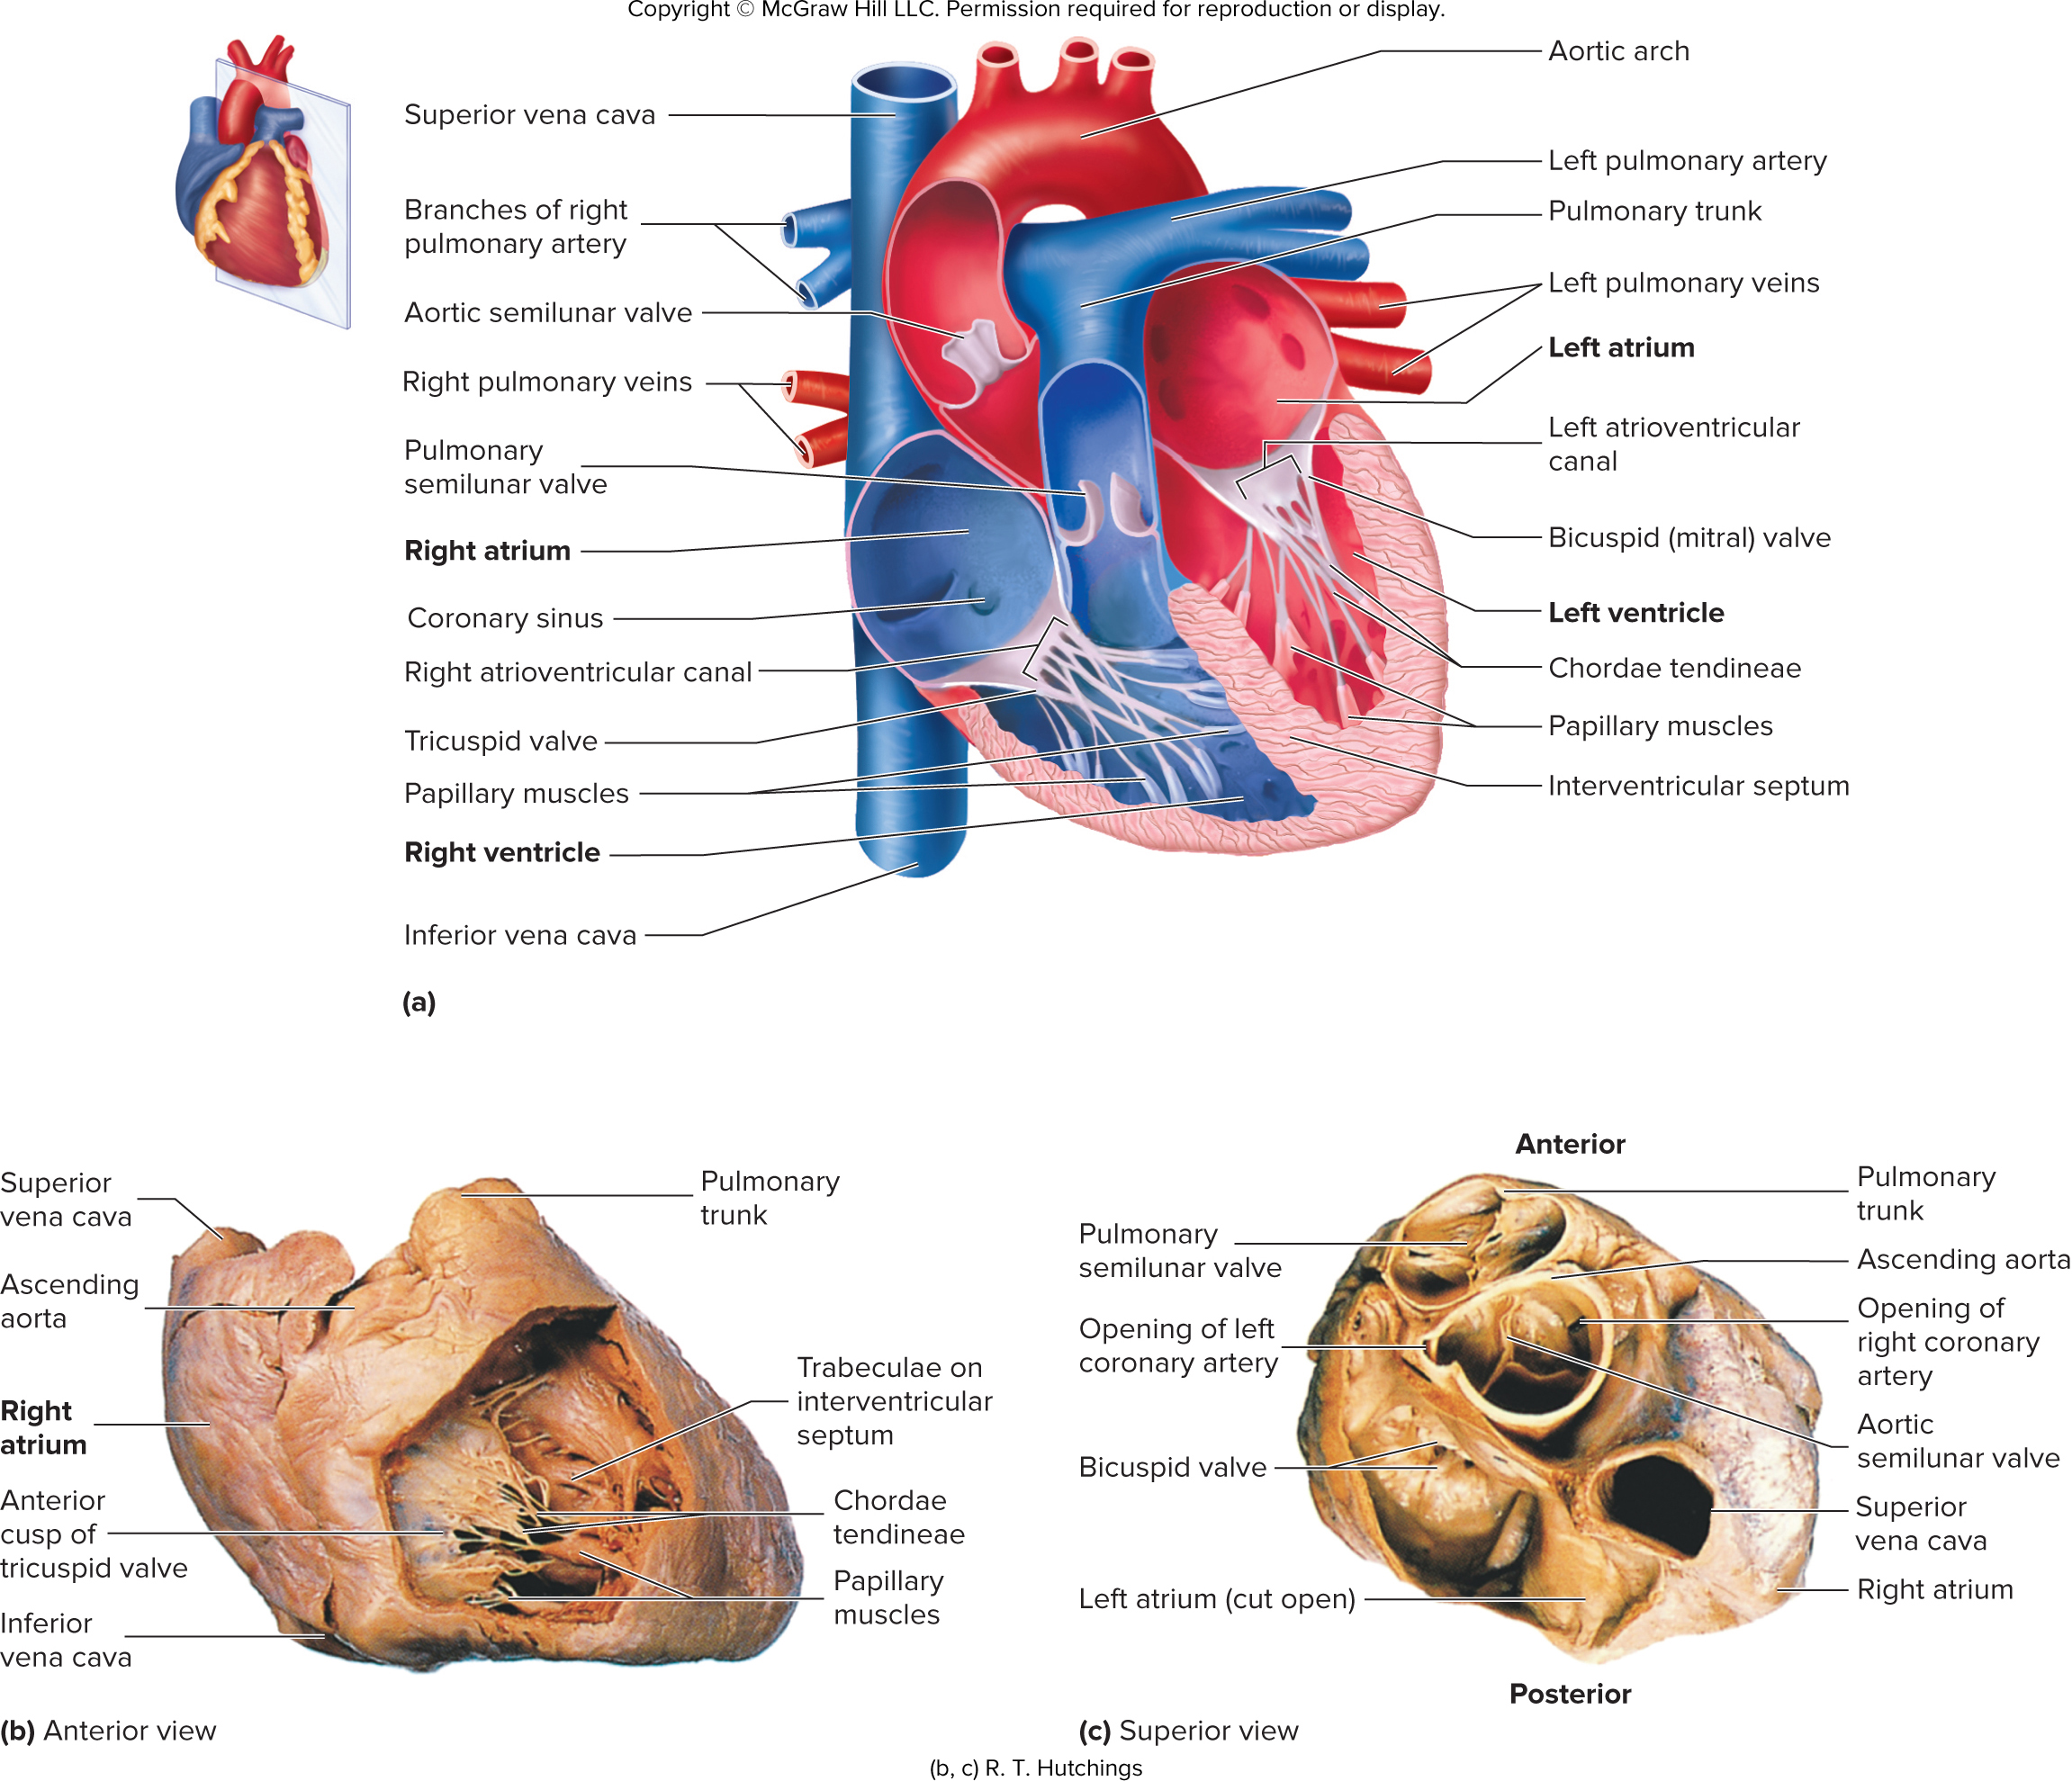 Copyright © McGraw Hill LLC. Permission required for reproduction or display.
Superior vena cava
Branches of right
pulmonary artery
Aortic semilunar valve
Right pulmonary veins
Pulmonary
semilunar valve
Right atrium
Coronary sinus
Right atrioventricular canal
Tricuspid valve
Papillary muscles
Right ventricle
Inferior vena cava
Aortic arch
Left pulmonary artery
Pulmonary trunk
Left pulmonary veins
Left atrium
Left atrioventricular
canal
Bicuspid (mitral) valve
Left ventricle
Chordae tendineae
Papillary muscles
Interventricular septum
(a)
Superior
vena cava
Ascending
aorta
Right
atrium
Anterior
cusp of
tricuspid valve
Inferior
vena cava
Pulmonary
trunk
Trabeculae on
interventricular
septum
Chordae
tendineae
Papillary
muscles
(b) Anterior view
Anterior
Pulmonary
semilunar valve
Opening of left
coronary artery
Bicuspid valve
Left atrium (cut open)
Pulmonary
trunk
Ascending aorta
Opening of
right coronary
artery
Aortic
semilunar valve
Superior
vena cava
Right atrium
Posterior
(c) Superior view
(b, c) R. T. Hutchings